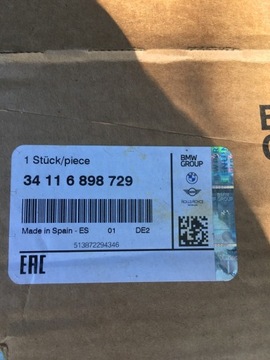 1 Stück/piece
34 11 6 898 729
BMW
GROUP
Made in Spain - ES 01 DE2
513872294346
EAC